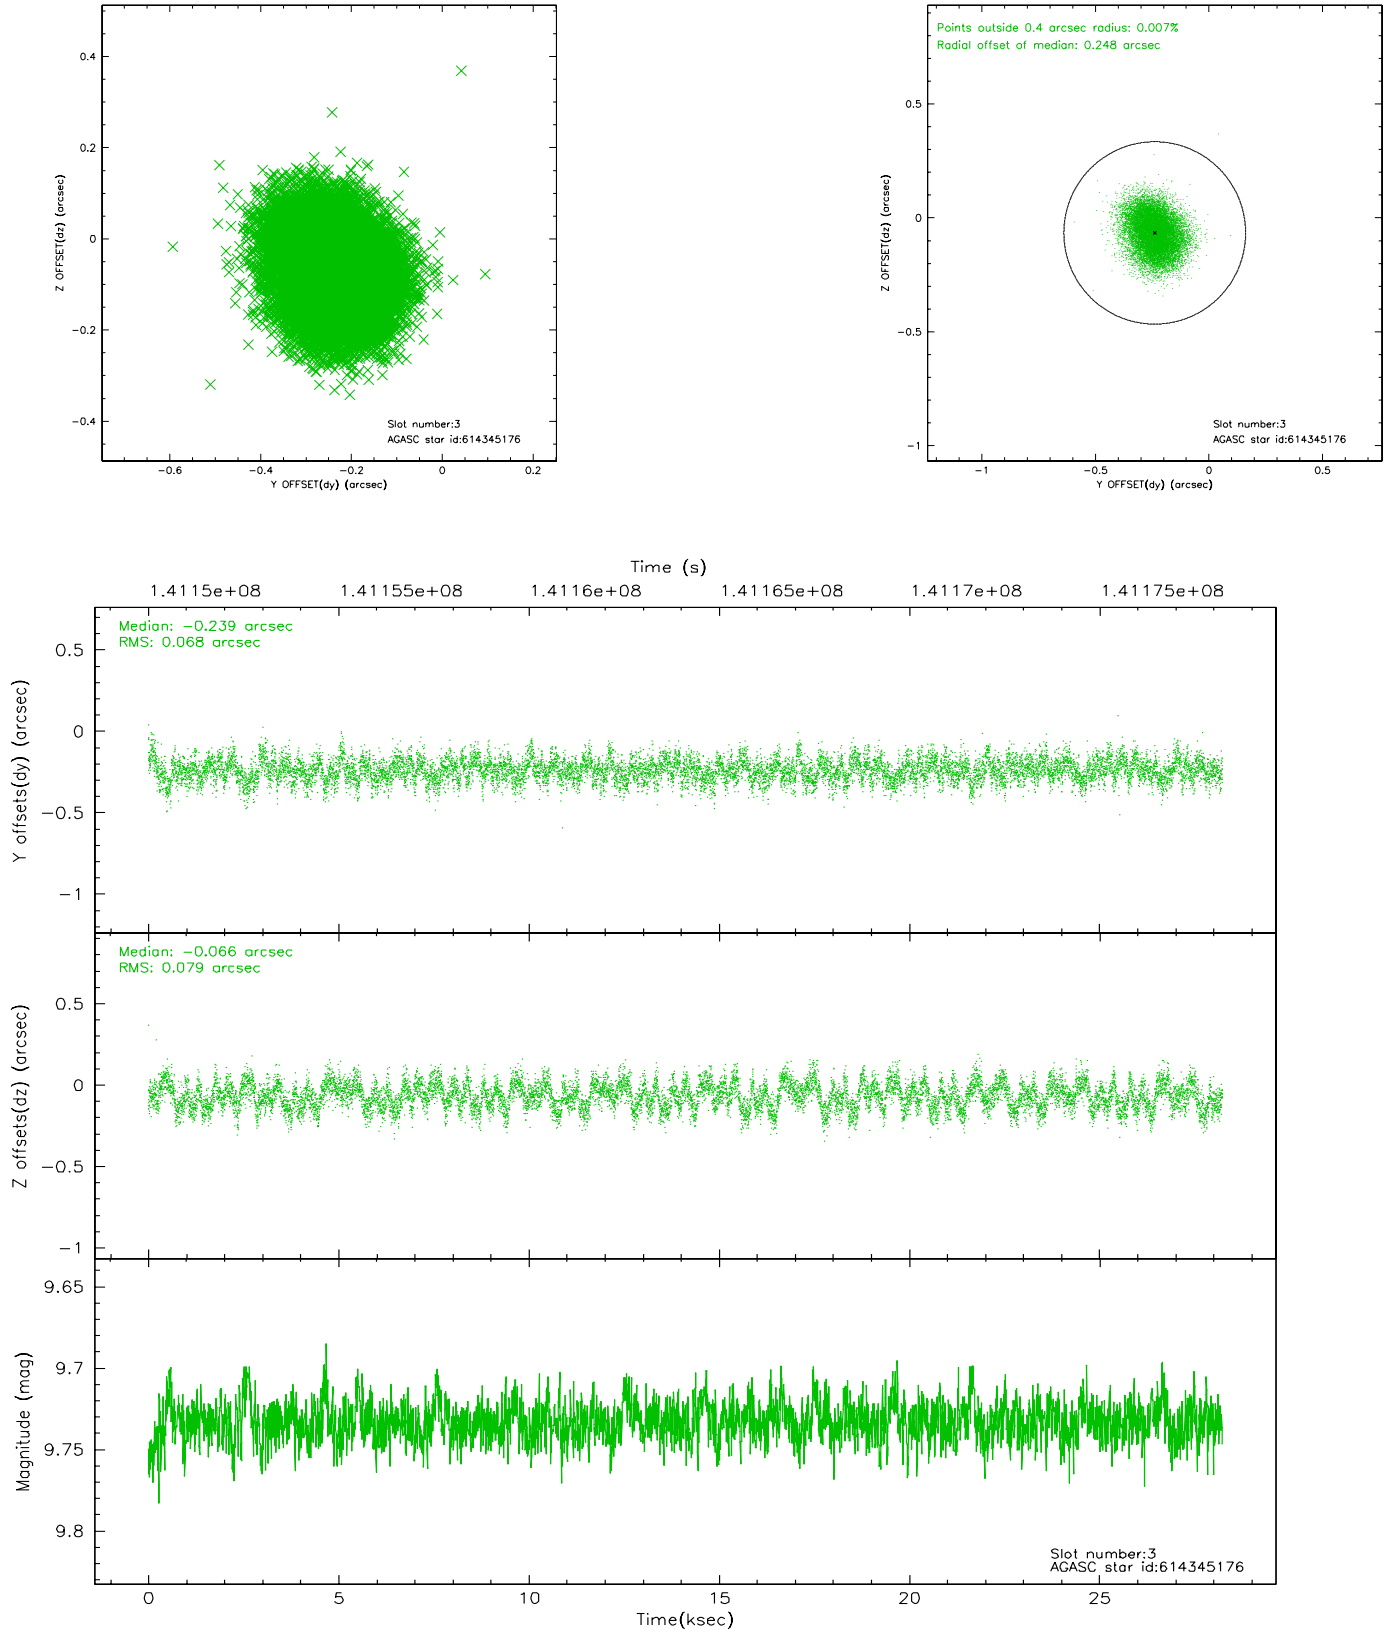 0.4
0.2
0
−0.2
−0.4
Z OFFSET(dz) (arcsec)
−0.6
−0.4
−0.2
0
0.2
Y OFFSET(dy) (arcsec)
Slot number:3
AGASC star id:614345176
Points outside 0.4 arcsec radius: 0.007%
Radial offset of median: 0.248 arcsec
0.5
0
−0.5
−1
Z OFFSET(dz) (arcsec)
−1
−0.5
0
0.5
Y OFFSET(dy) (arcsec)
Slot number:3
AGASC star id:614345176
Time (s)
1.4115e+08
1.41155e+08
1.4116e+08
1.41165e+08
1.4117e+08
1.41175e+08
Median: −0.239 arcsec
RMS: 0.068 arcsec
0.5
0
−0.5
−1
Y offsets(dy) (arcsec)
Median: −0.066 arcsec
RMS: 0.079 arcsec
0.5
0
−0.5
−1
Z offsets(dz) (arcsec)
9.65
9.7
9.75
9.8
Magnitude (mag)
Slot number:3
AGASC star id:614345176
0
5
10
15
20
25
Time(ksec)